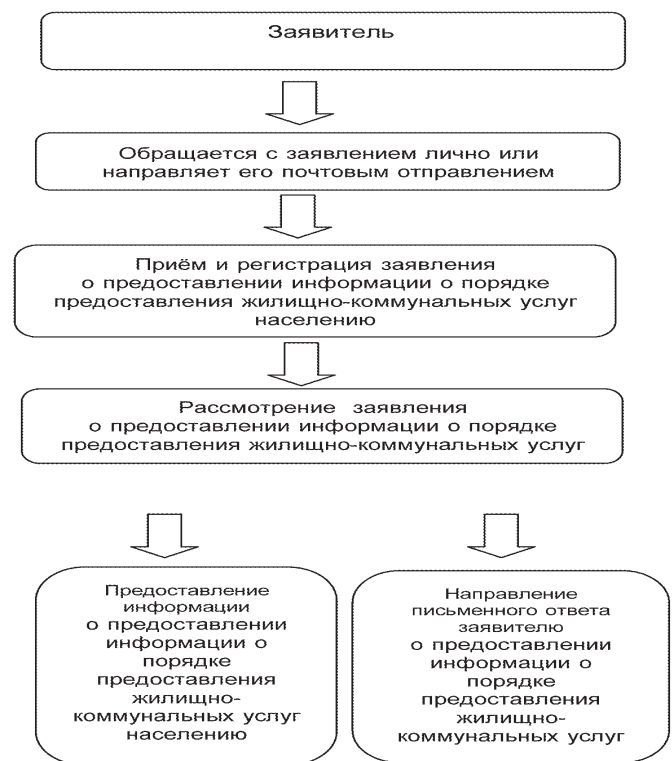 Заявитель
Обращается с заявлением лично или
направляет его почтовым отправлением
Приём и регистрация заявления
о предоставлении информации о порядке
предоставления жилищно-коммунальных услуг
населению
Рассмотрение заявления
о предоставлении информации о порядке
предоставления жилищно-коммунальных услуг
Предоставление
информации
о предоставлении
информации о
порядке
предоставления
жилищно-
коммунальных услуг
населению
Направление
письменного ответа
заявителю
о предоставлении
информации о
порядке
предоставления
жилищно-
коммунальных услуг